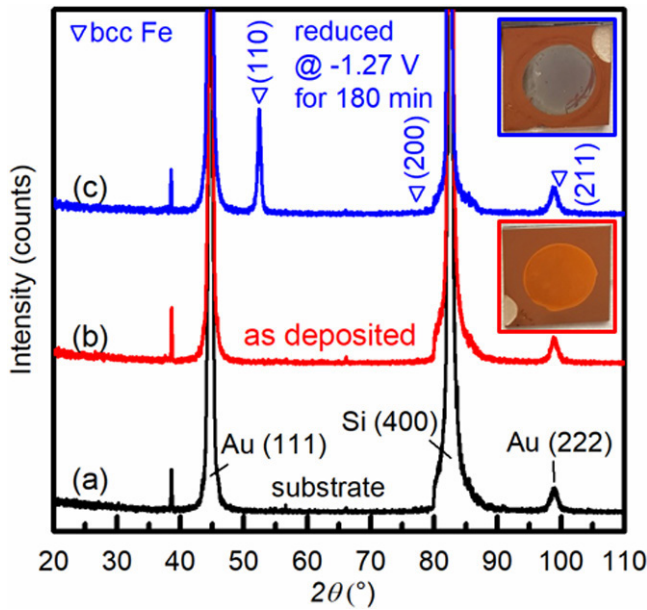 ▽bcc Fe
reduced
@ -1.27 V
for 180 min
▽(110)
▽(200)
▽
(211)
(c)
(b)
as deposited
Si (400)
Au (111)
Au (222)
(a)
substrate
Intensity (counts)
20 30 40 50 60 70 80 90 100 110
2θ (°)